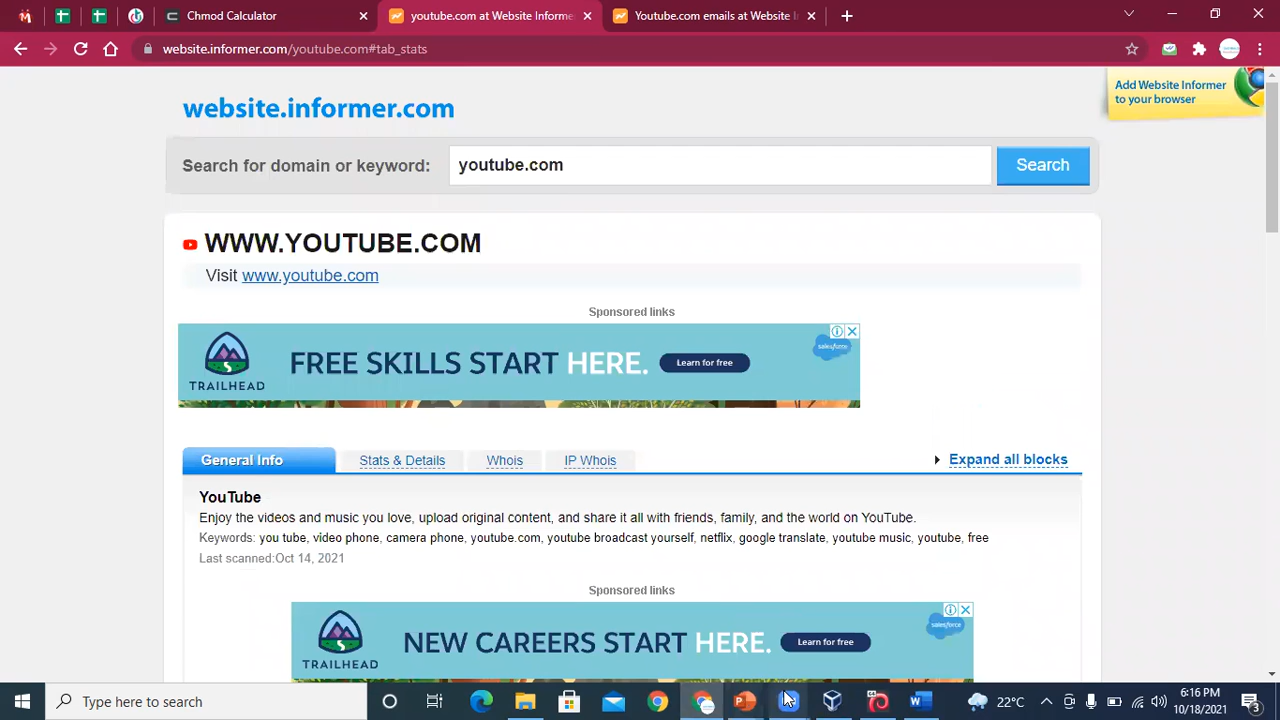 Chmod Calculator
youtube.com at Website Informe
Youtube.com emails at Website I
website.informer.com/youtube.com#tab_stats
Add Website Informer
to your browser
website.informer.com
Search for domain or keyword:
youtube.com
Search
WWW.YOUTUBE.COM
Visit www.youtube.com
Sponsored links
TRAILHEAD
FREE SKILLS START HERE.
Learn for free
salesforce
General Info
Stats & Details
Whois
IP Whois
Expand all blocks
YouTube
Enjoy the videos and music you love, upload original content, and share it all with friends, family, and the world on YouTube.
Keywords: you tube, video phone, camera phone, youtube.com, youtube broadcast yourself, netflix, google translate, youtube music, youtube, free
Last scanned:Oct 14, 2021
Sponsored links
TRAILHEAD
NEW CAREERS START HERE.
Learn for free
salesforce
Type here to search
22°C
6:16 PM
10/18/2021
3